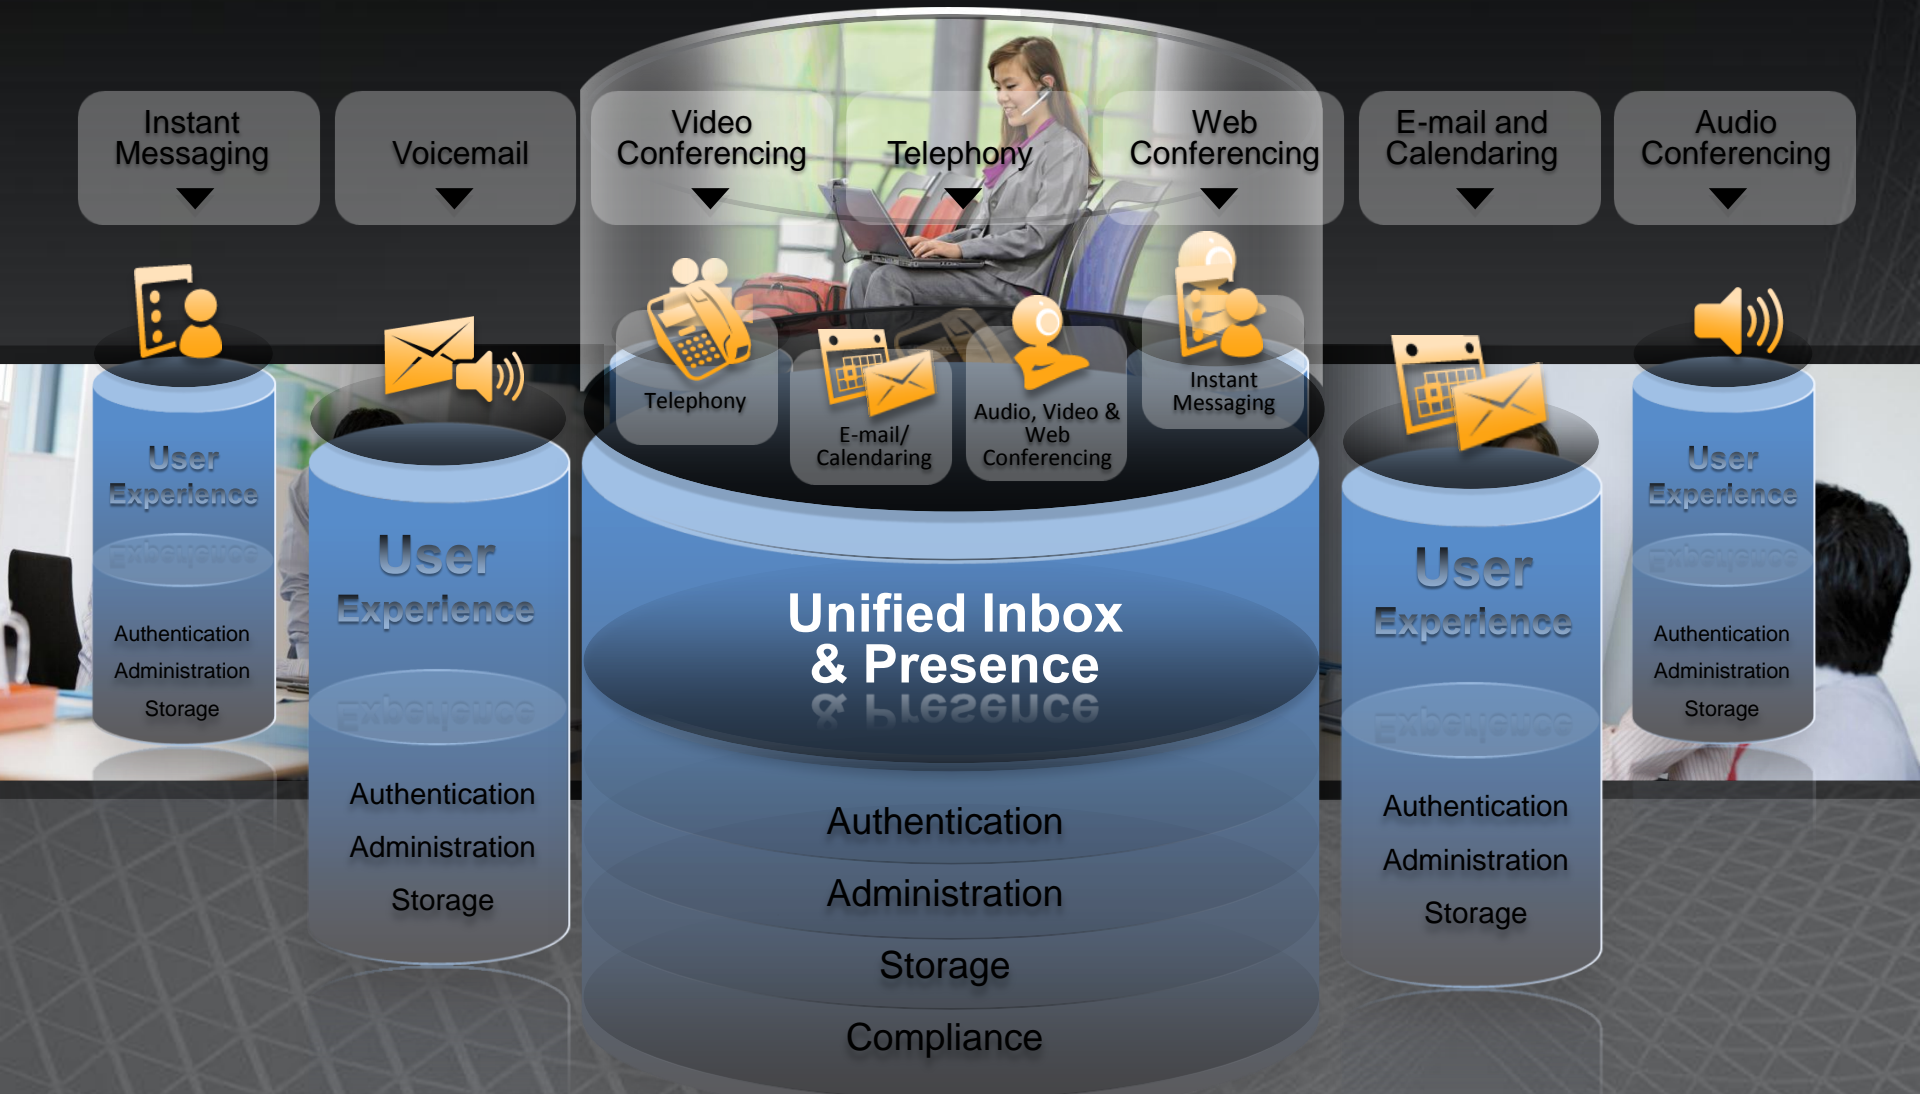 Instant
Messaging
Voicemail
Video
Conferencing
Telephony
Web
Conferencing
E-mail and
Calendaring
Audio
Conferencing
Telephony
E-mail/
Calendaring
Audio, Video &
Web
Conferencing
Instant
Messaging
User
Experience
Authentication
Administration
Storage
User
Experience
Authentication
Administration
Storage
Unified Inbox
& Presence
Authentication
Administration
Storage
Compliance
User
Experience
Authentication
Administration
Storage
User
Experience
Authentication
Administration
Storage